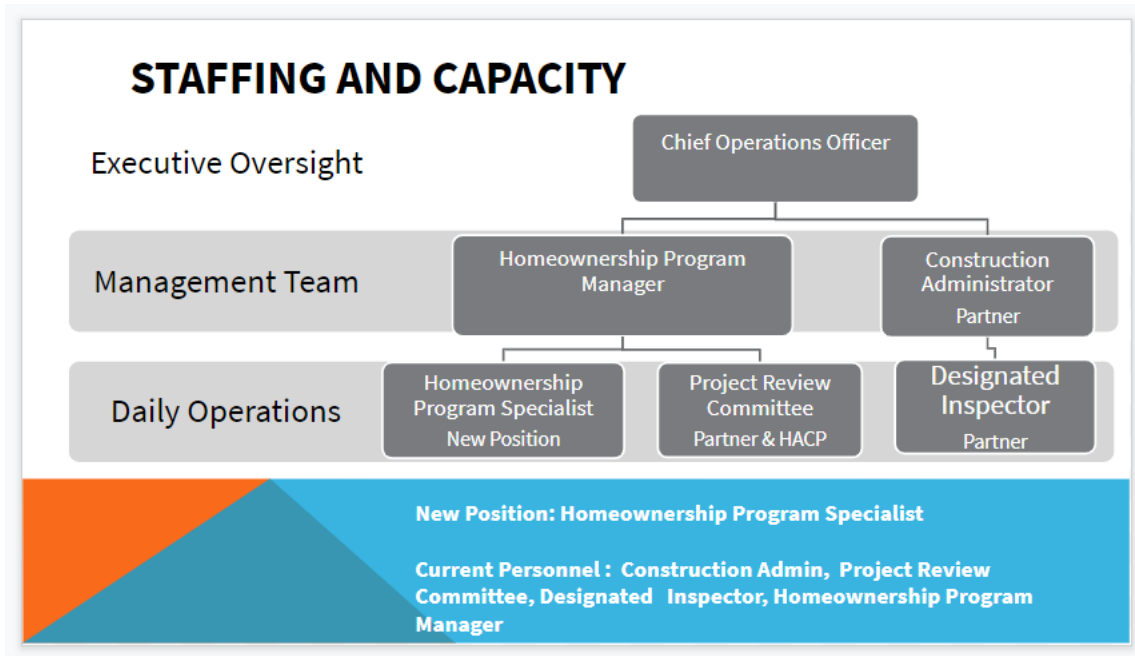 STAFFING AND CAPACITY
Executive Oversight
Chief Operations Officer
Management Team
Homeownership Program
Manager
Construction
Administrator
Partner
Daily Operations
Homeownership
Program Specialist
New Position
Project Review
Committee
Partner & HACP
Designated
Inspector
Partner
New Position: Homeownership Program Specialist
Current Personnel : Construction Admin, Project Review
Committee, Designated Inspector, Homeownership Program
Manager